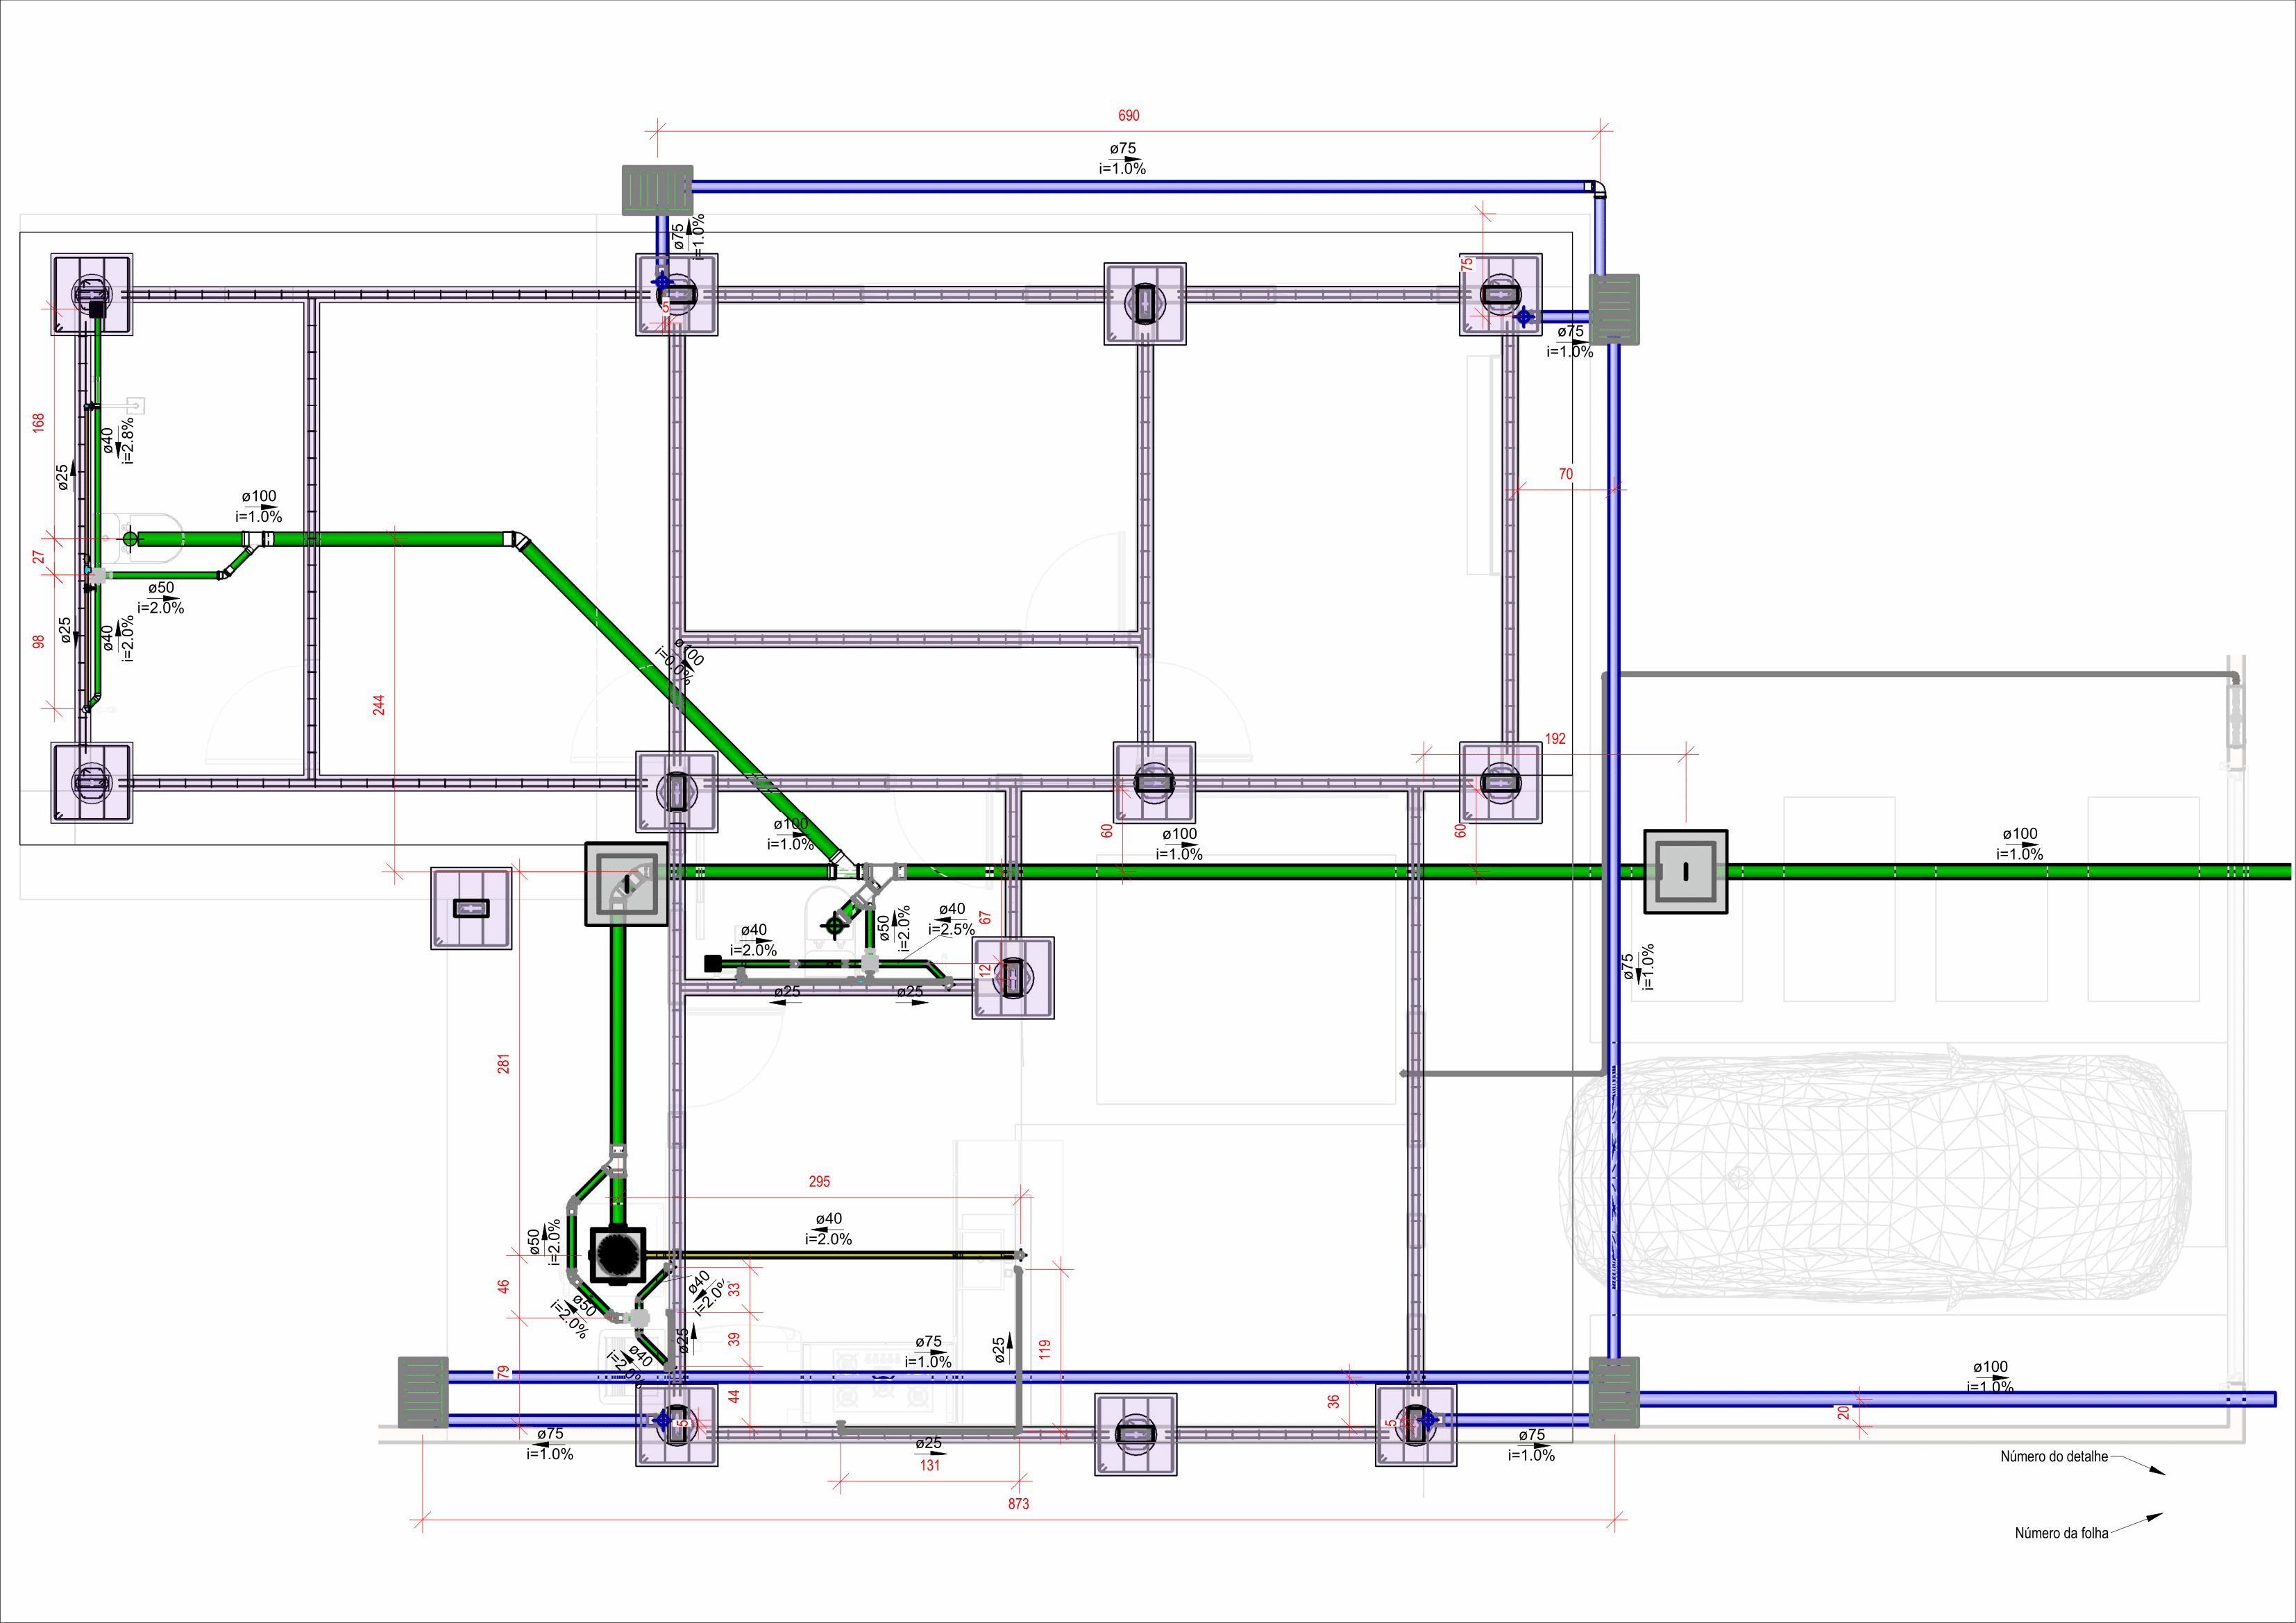 690
ø75
i=1.0%
ø75
i=1.0%
5
75
ø75
i=1.0%
168
ø40
i=2.8%
ø25
70
ø100
i=1.0%
27
ø50
i=2.0%
98
ø25
ø40
i=2.0%
ø100
i=0.0%
244
192
60
60
ø100
i=1.0%
ø100
i=1.0%
ø100
i=1.0%
ø40
i=2.0%
ø50
i=2.0%
ø40
i=2.5%
67
12
ø25
ø25
ø75
i=1.0%
281
295
ø40
i=2.0%
ø50
i=2.0%
46
ø50
i=2.0%
ø40
i=2.0%
33
39
ø25
ø40
i=2.0%
ø75
i=1.0%
ø25
119
79
44
36
5
5
ø100
i=1.0%
20
ø75
i=1.0%
ø25
131
ø75
i=1.0%
873
Número do detalhe
Número da folha